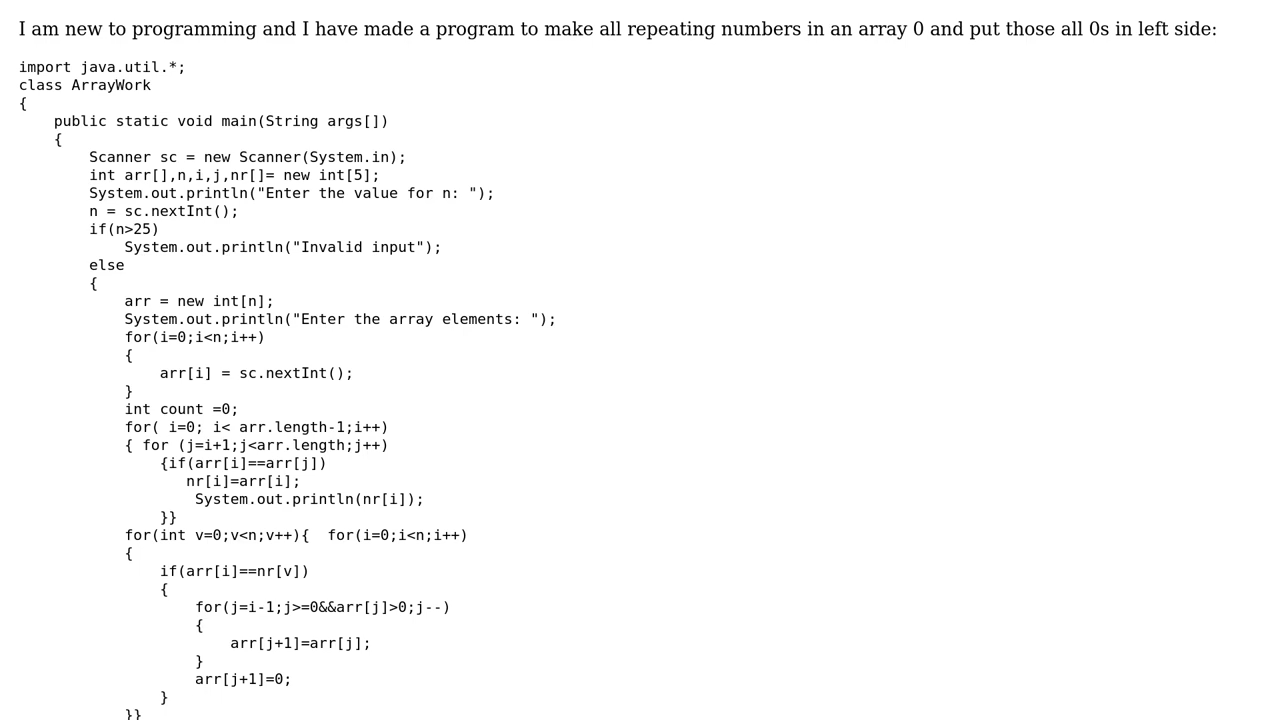 I am new to programming and I have made a program to make all repeating numbers in an array 0 and put those all 0s in left side:
import java.util.*;
class ArrayWork
{
    public static void main(String args[])
    {
        Scanner sc = new Scanner(System.in);
        int arr[],n,i,j,nr[]= new int[5];
        System.out.println("Enter the value for n: ");
        n = sc.nextInt();
        if(n>25)
            System.out.println("Invalid input");
        else
        {
            arr = new int[n];
            System.out.println("Enter the array elements: ");
            for(i=0;i<n;i++)
            {
                arr[i] = sc.nextInt();
            }
            int count =0;
            for( i=0; i< arr.length-1;i++)
            { for (j=i+1;j<arr.length;j++)
                {if(arr[i]==arr[j])
                   nr[i]=arr[i];
                    System.out.println(nr[i]);
                }}
            for(int v=0;v<n;v++){  for(i=0;i<n;i++)
            {
                if(arr[i]==nr[v])
                {
                    for(j=i-1;j>=0&&arr[j]>0;j--)
                    {
                        arr[j+1]=arr[j];
                    }
                    arr[j+1]=0;
                }
            }}